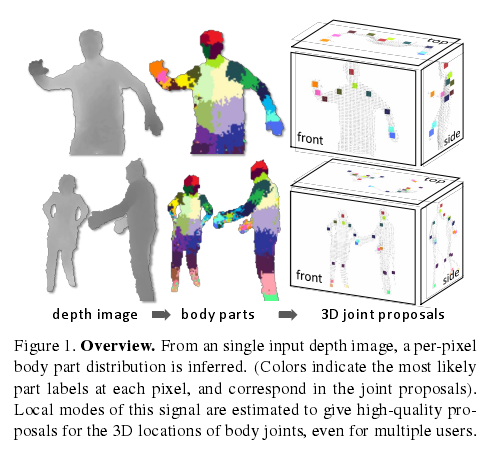 top
front
side
top
front
side
depth image body parts 3D joint proposals
Figure 1. Overview. From an single input depth image, a per-pixel
body part distribution is inferred. (Colors indicate the most likely
part labels at each pixel, and correspond in the joint proposals).
Local modes of this signal are estimated to give high-quality pro-
posals for the 3D locations of body joints, even for multiple users.